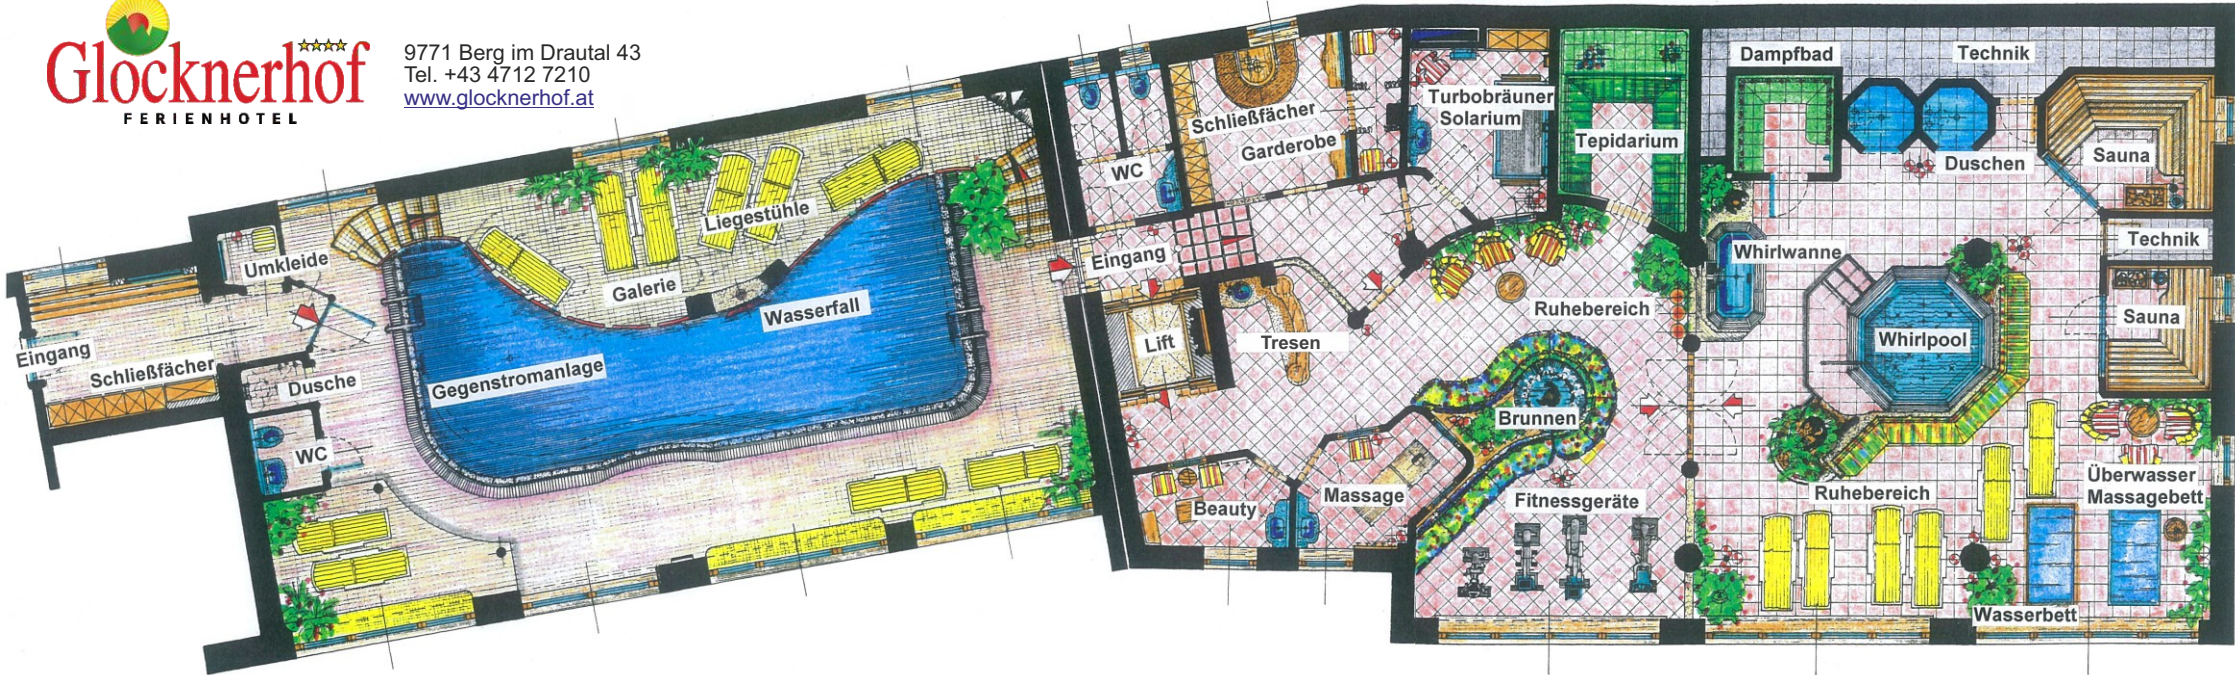 Glocknerhof
FERIENHOTEL
9771 Berg im Drautal 43
Tel. +43 4712 7210
www.glocknerhof.at
Eingang
Schließfächer
Umkleide
Dusche
WC
Gegenstromanlage
Galerie
Liegestühle
Wasserfall
WC
Eingang
Lift
Schließfächer
Garderobe
Tresen
Beauty
Massage
Turbobräuner
Solarium
Tepidarium
Ruhebereich
Brunnen
Fitnessgeräte
Dampfbad
Technik
Duschen
Sauna
Whirlwanne
Technik
Whirlpool
Sauna
Ruhebereich
Überwasser
Massagebett
Wasserbett